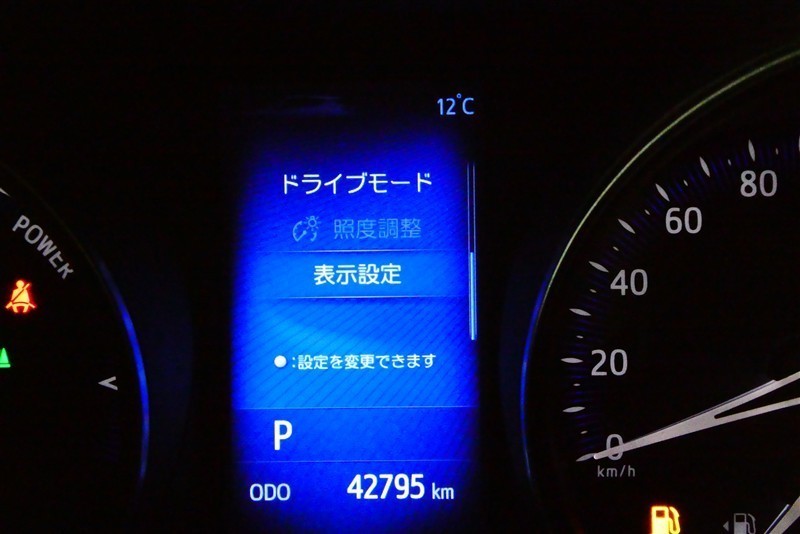 12°C
ドライブモード
照度調整
表示設定
:設定を変更できます
P
ODO 42795 km
POWER
80
60
40
20
0
km/h